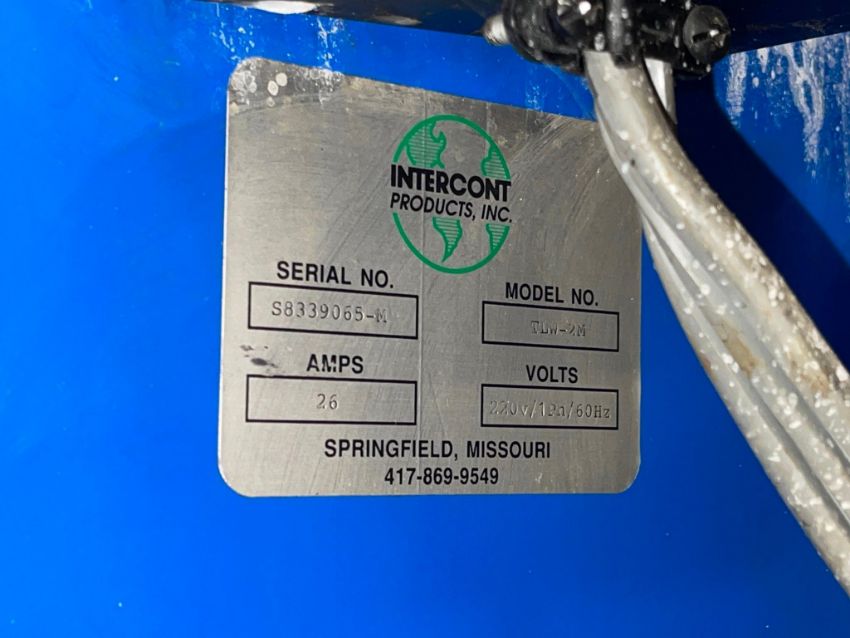 INTERCONT
PRODUCTS, INC.
SERIAL NO.
S8339065-M
MODEL NO.
TLW-2M
AMPS
26
VOLTS
220v/1Ph/60Hz
SPRINGFIELD, MISSOURI
417-869-9549